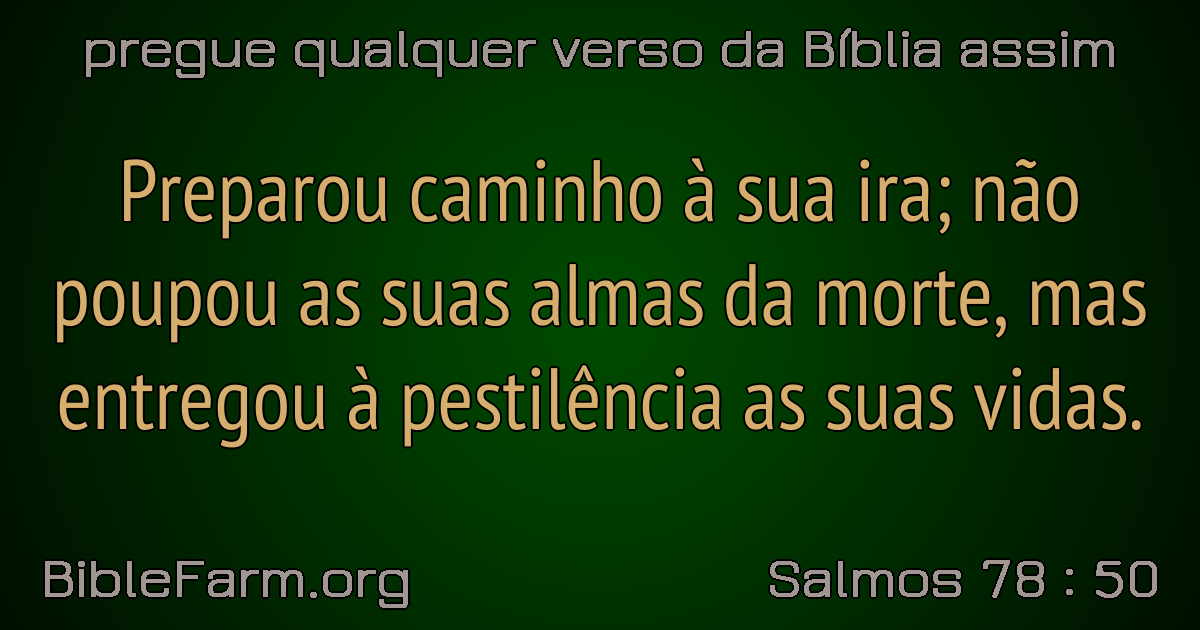 pregue qualquer verso da Bíblia assim
Preparou caminho à sua ira; não
poupou as suas almas da morte, mas
entregou à pestilência as suas vidas.
BibleFarm.org
Salmos 78 : 50